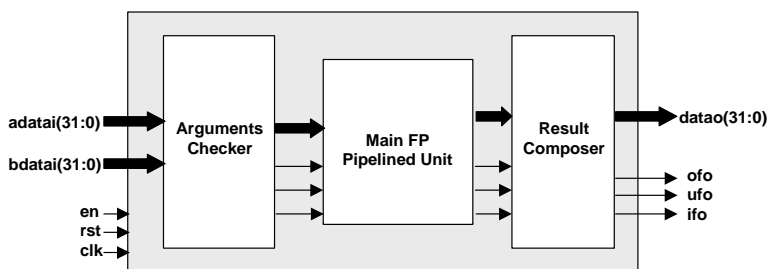 adatai(31:0)
bdatai(31:0)
en
rst
clk
Arguments
Checker
Main FP
Pipelined Unit
Result
Composer
datao(31:0)
ofo
ufo
ifo